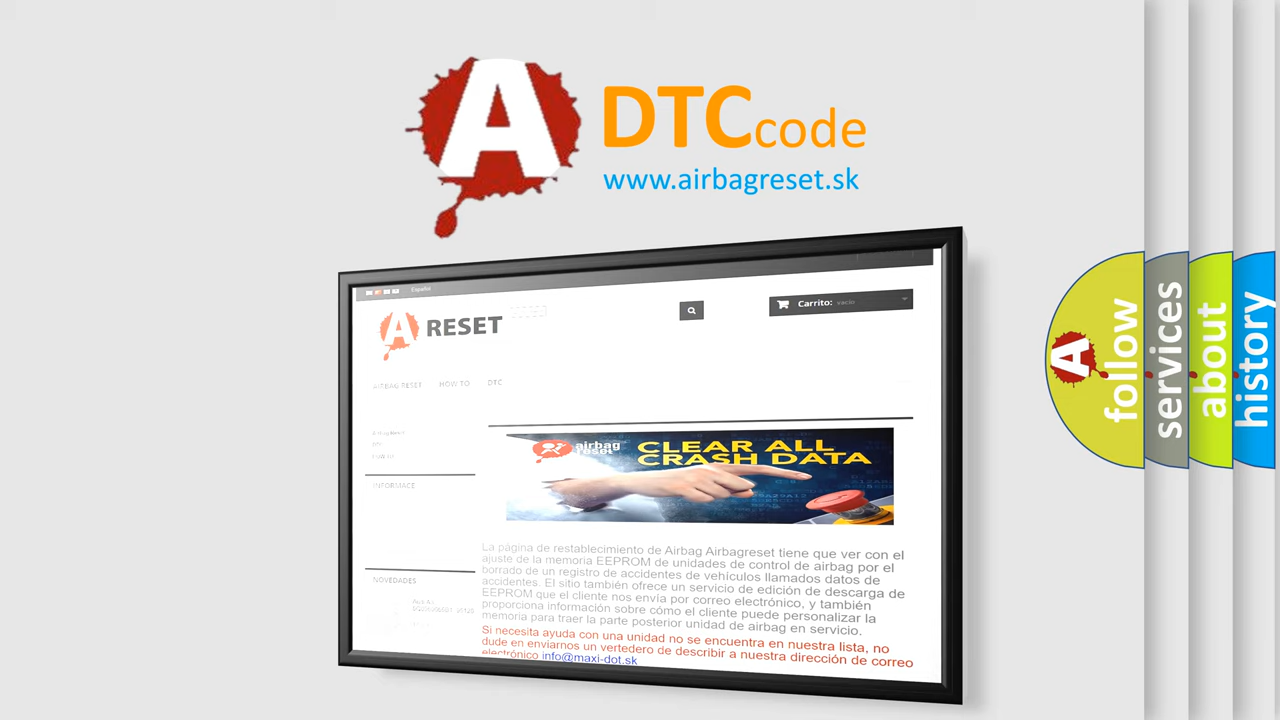 A
DTCcode
www.airbagreset.sk
Español
A RESET
Carrito: vacío
AIRBAG RESET HOW TO DTC
Airbag Reset
INFORMACE
airbag
reset
CLEAR ALL
CRASH DATA
La página de restablecimiento de Airbag Airbagreset tiene que ver con el
ajuste de la memoria EEPROM de unidades de control de airbag por el
borrado de un registro de accidentes de vehículos llamados datos de
accidentes. El sitio también ofrece un servicio de edición de descarga de
EEPROM que el cliente nos envía por correo electrónico, y también
proporciona información sobre cómo el cliente puede personalizar la
memoria para traer la parte posterior unidad de airbag en servicio.
Si necesita ayuda con una unidad no se encuentra en nuestra lista, no
dude en enviarnos un vertedero de describir a nuestra dirección de correo
electrónico info@maxi-dot.sk
NOVEDADES
A
follow
services
about
history